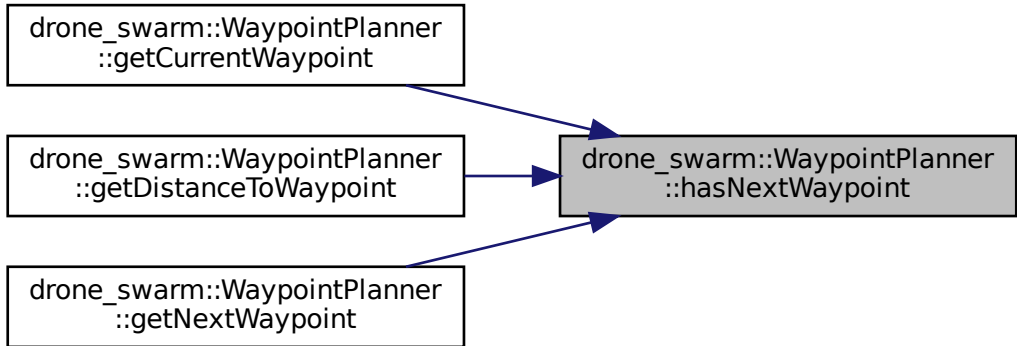 drone_swarm::WaypointPlanner
::getCurrentWaypoint
drone_swarm::WaypointPlanner
::getDistanceToWaypoint
drone_swarm::WaypointPlanner
::hasNextWaypoint
drone_swarm::WaypointPlanner
::getNextWaypoint